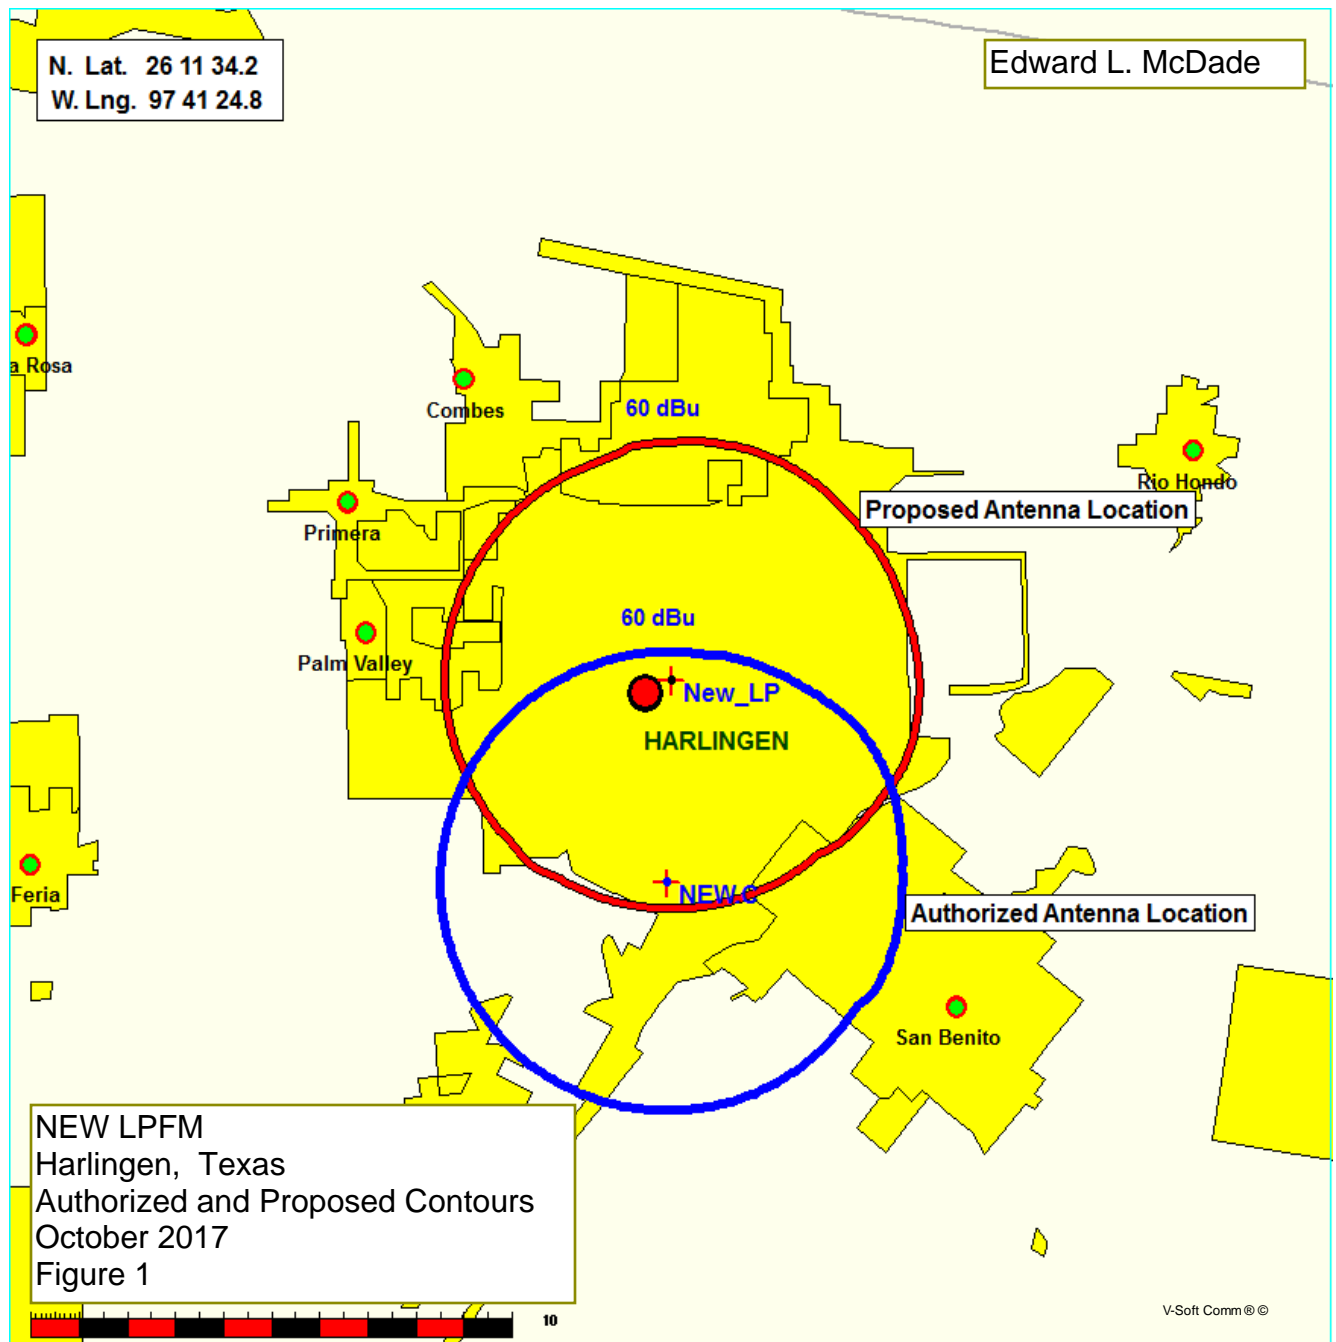 N. Lat. 26 11 34.2
W. Lng. 97 41 24.8
Edward L. McDade
a Rosa
Combes
60 dBu
Rio Hondo
Proposed Antenna Location
Primera
60 dBu
Palm Valley
New_LP
HARLINGEN
Feria
NEW.C
Authorized Antenna Location
San Benito
NEW LPFM
Harlingen, Texas
Authorized and Proposed Contours
October 2017
Figure 1
10
V-Soft Comm ® ©